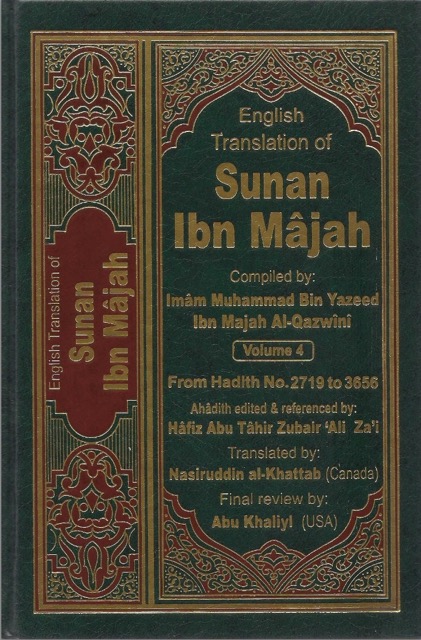 English Translation of
Sunan
Ibn Mâjah
English
Translation of
Sunan
Ibn Mâjah
Compiled by:
Imâm Muhammad Bin Yazeed
Ibn Majah Al-Qazwînî
Volume 4
From Hadith No. 2719 to 3656
Ahâdith edited & referenced by:
Hâfiz Abu Tâhir Zubair 'Ali Za'i
Translated by:
Nasiruddin al-Khattab (Canada)
Final review by:
Abu Khaliyl (USA)